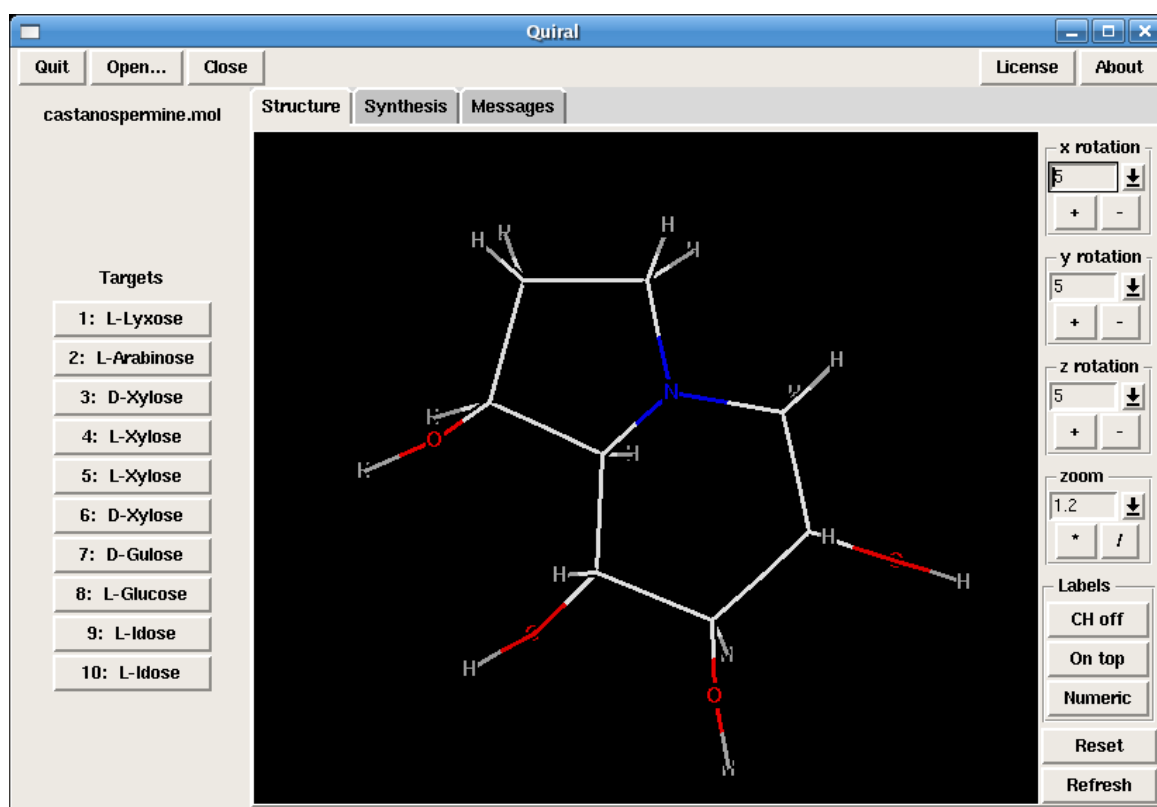 Quiral
Quit Open... Close License About
castanospermine.mol
Structure Synthesis Messages
Targets
1: L-Lyxose
2: L-Arabinose
3: D-Xylose
4: L-Xylose
5: L-Xylose
6: D-Xylose
7: D-Gulose
8: L-Glucose
9: L-Idose
10: L-Idose
H H H H
H
N H
H O H
H
H H O H
H O
H
O
H
x rotation
5
+ -
y rotation
5
+ -
z rotation
5
+ -
zoom
1.2
* /
Labels
CH off
On top
Numeric
Reset
Refresh